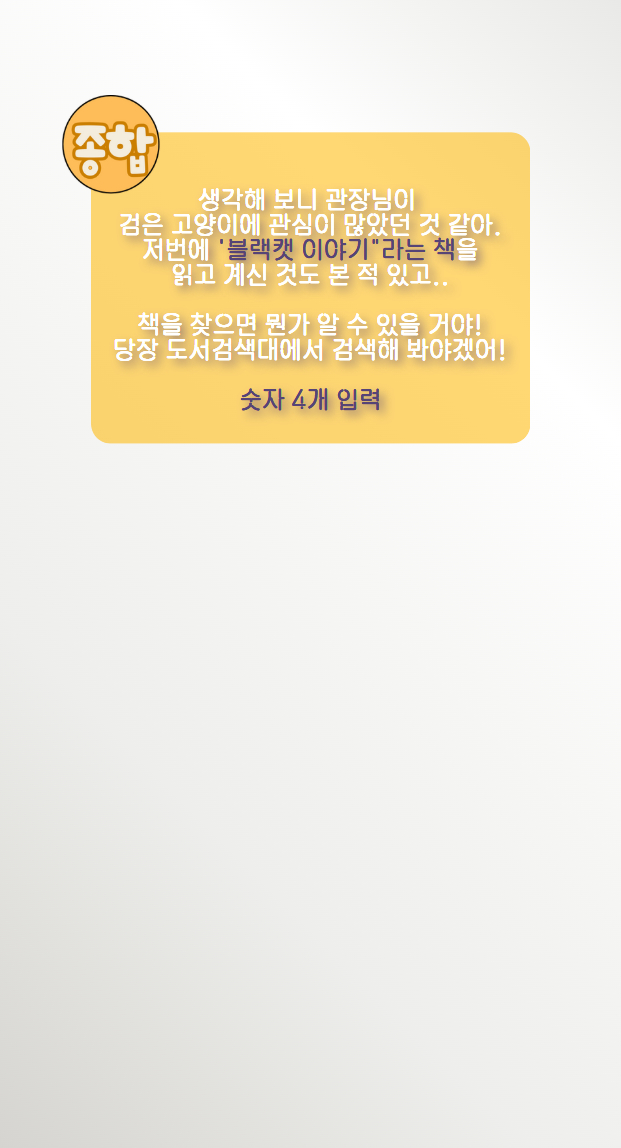 종합
생각해 보니 관장님이
검은 고양이에 관심이 많았던 것 같아.
저번에 '블랙캣 이야기"라는 책을
읽고 계신 것도 본 적 있고..
책을 찾으면 뭔가 알 수 있을 거야!
당장 도서검색대에서 검색해 봐야겠어!
숫자 4개 입력